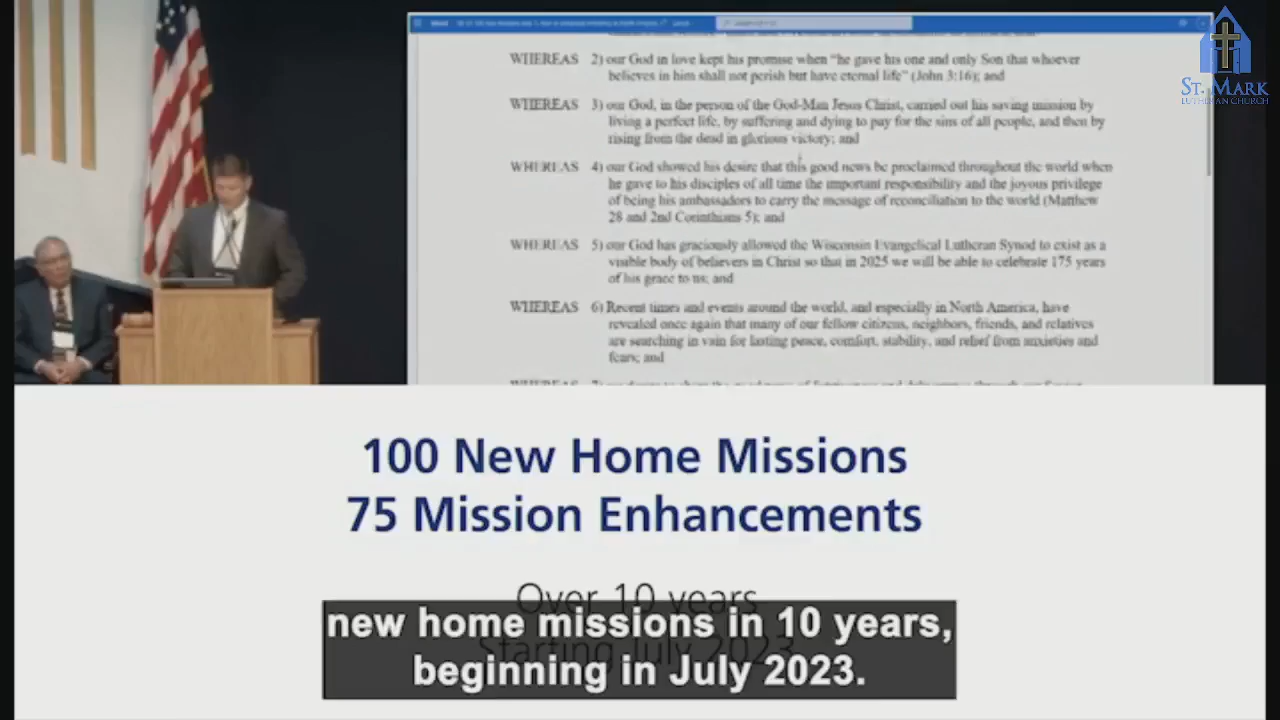 ST. MARK
LUTHERAN CHURCH
WHEREAS 2) our God in love kept his promise when "he gave his one and only Son that whoever
believes in him shall not perish but have eternal life" (John 3:16); and
WHEREAS 3) our God, in the person of the God-Man Jesus Christ, carried out his saving mission by
living a perfect life, by suffering and dying to pay for the sins of all people, and then by
rising from the dead in glorious victory; and
WHEREAS 4) our God showed his desire that this good news be proclaimed throughout the world when
he gave to his disciples of all time the important responsibility and the joyous privilege
of being his ambassadors to carry the message of reconciliation to the world (Matthew
28 and 2nd Corinthians 5); and
WHEREAS 5) our God has graciously allowed the Wisconsin Evangelical Lutheran Synod to exist as a
visible body of believers in Christ so that in 2025 we will be able to celebrate 175 years
of his grace to us; and
WHEREAS 6) Recent times and events around the world, and especially in North America, have
revealed once again that many of our fellow citizens, neighbors, friends, and relatives
are searching in vain for lasting peace, comfort, stability, and relief from anxieties and
fears; and
100 New Home Missions
75 Mission Enhancements
Over 10 years
Starting July 2023
new home missions in 10 years,
beginning in July 2023.